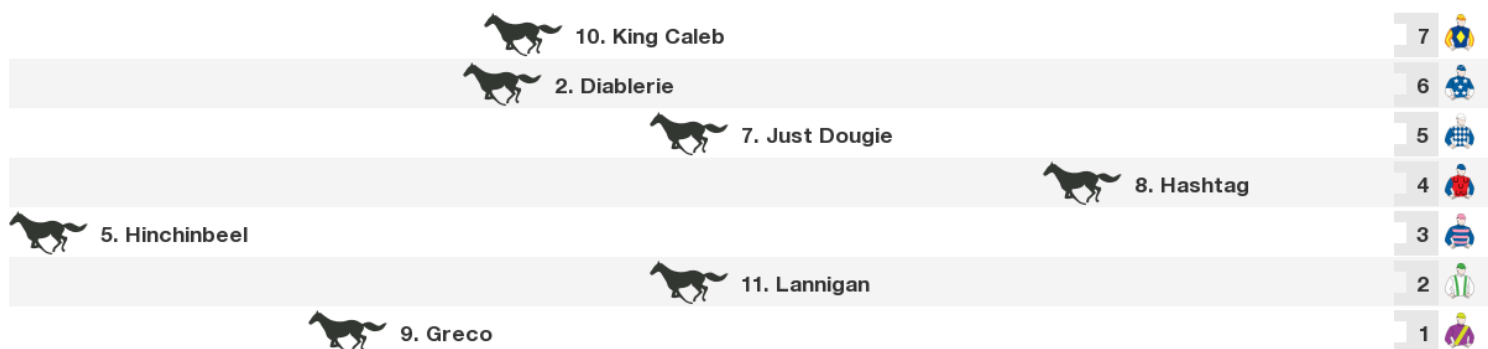 10. King Caleb 7
2. Diablerie 6
7. Just Dougie 5
8. Hashtag 4
5. Hinchinbeel 3
11. Lannigan 2
9. Greco 1